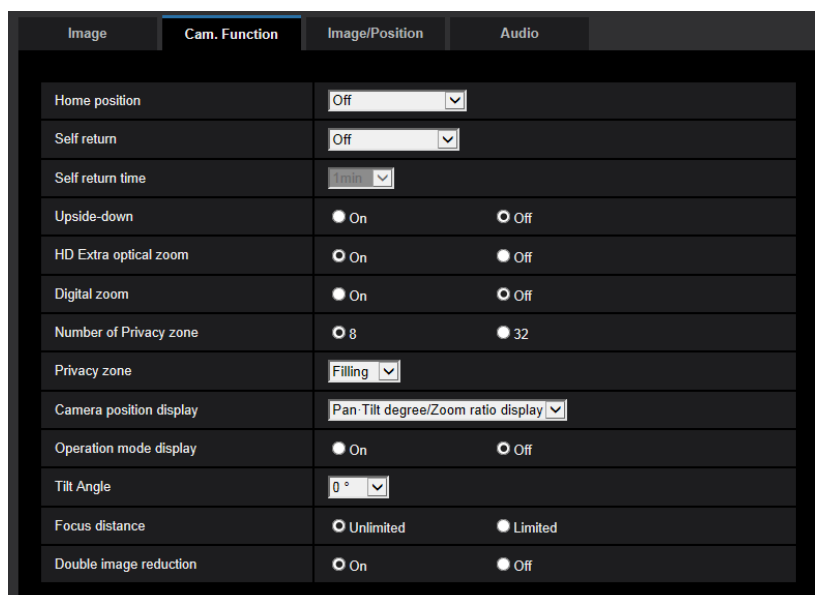 Image Cam. Function Image/Position Audio
Home position Off
Self return Off
Self return time 1min
Upside-down On Off
HD Extra optical zoom On Off
Digital zoom On Off
Number of Privacy zone 8 32
Privacy zone Filling
Camera position display Pan·Tilt degree/Zoom ratio display
Operation mode display On Off
Tilt Angle 0 °
Focus distance Unlimited Limited
Double image reduction On Off